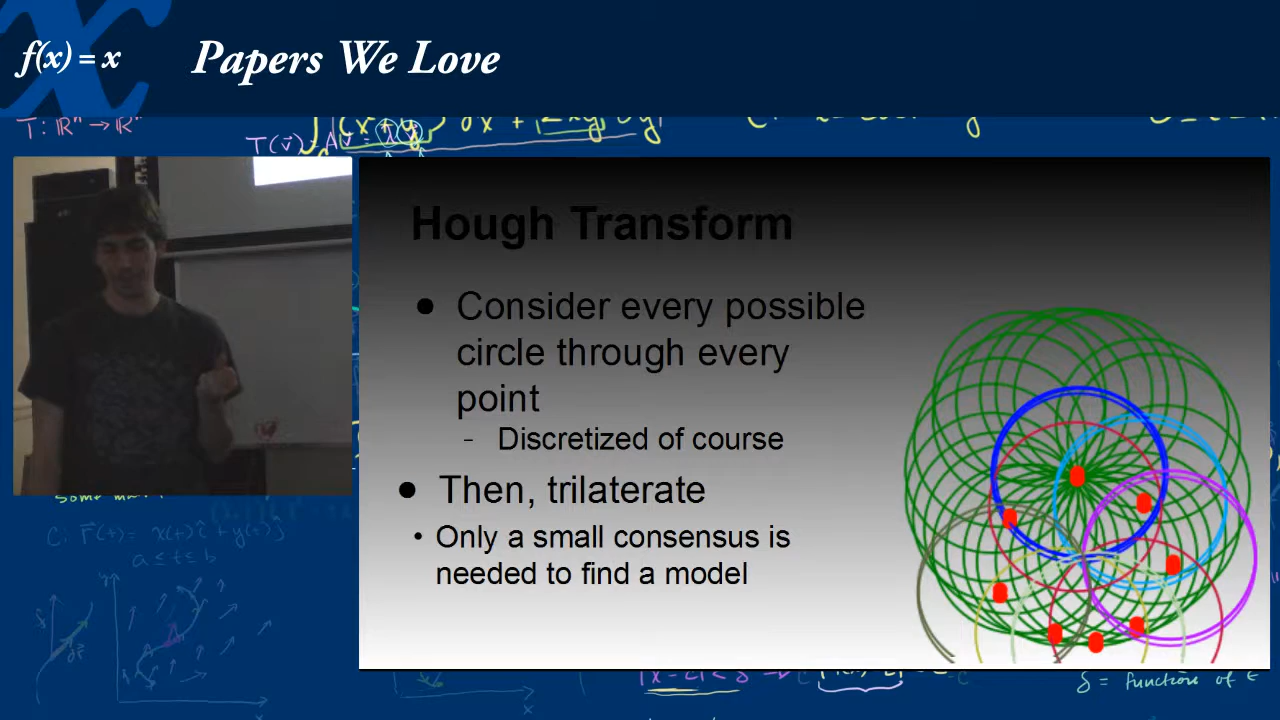 f(x) = x
Papers We Love
T: ℝⁿ → ℝⁿ
Hough Transform
● Consider every possible
circle through every
point
- Discretized of course
● Then, trilaterate
• Only a small consensus is
needed to find a model
C: r⃗(t) = x(t)î + y(t)ĵ
a ≤ t ≤ b
δ = function of ε